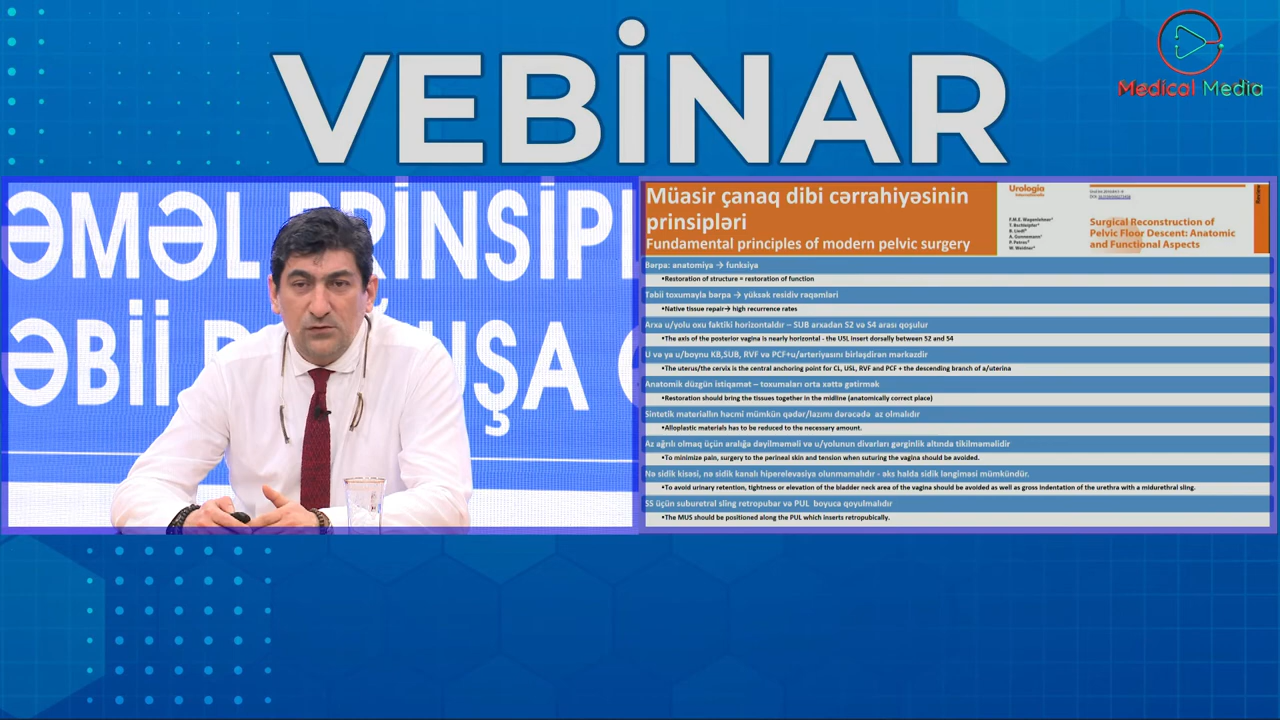 VEBİNAR
Medical Media
ƏMƏL PRİNSİPL
ƏBİİ D
ĞUŞA
Müasir çanaq dibi cərrahiyəsinin
prinsipləri
Fundamental principles of modern pelvic surgery
Urologia
Internationalis
Review
F.M.E. Wagenlehner
A. Gunnemann
P. Petros
W. Weidner
Surgical Reconstruction of
Pelvic Floor Descent: Anatomic
and Functional Aspects
Bərpa: anatomiya → funksiya
•Restoration of structure = restoration of function
Təbii toxumayla bərpa → yüksək residiv rəqəmləri
•Native tissue repair→ high recurrence rates
Arxa u/yolu oxu faktiki horizontaldır – SUB arxadan S2 və S4 arası qoşulur
•The axis of the posterior vagina is nearly horizontal - the USL insert dorsally between S2 and S4
U və ya u/boynu KB,SUB, RVF və PCF+u/arteriyasını birləşdirən mərkəzdir
•The uterus/the cervix is the central anchoring point for CL, USL, RVF and PCF + the descending branch of a/uterina
Anatomik düzgün istiqamət – toxumaları orta xəttə gətirmək
•Restoration should bring the tissues together in the midline (anatomically correct place)
Sintetik materialın həcmi mümkün qədər/lazımı dərəcədə az olmalıdır
•Alloplastic materials has to be reduced to the necessary amount.
Az ağrılı olmaq üçün aralığa dəyilməməli və u/yolunun divarları gərginlik altında tikilməməlidir
•To minimize pain, surgery to the perineal skin and tension when suturing the vagina should be avoided.
Nə sidik kisəsi, nə sidik kanalı hiperelevasiya olunmamalıdır - əks halda sidik ləngiməsi mümkündür.
•To avoid urinary retention, tightness or elevation of the bladder neck area of the vagina should be avoided as well as gross indentation of the urethra with a midurethral sling.
SS üçün suburetral sling retropubar və PUL boyuca qoyulmalıdır
•The MUS should be positioned along the PUL which inserts retropubically.